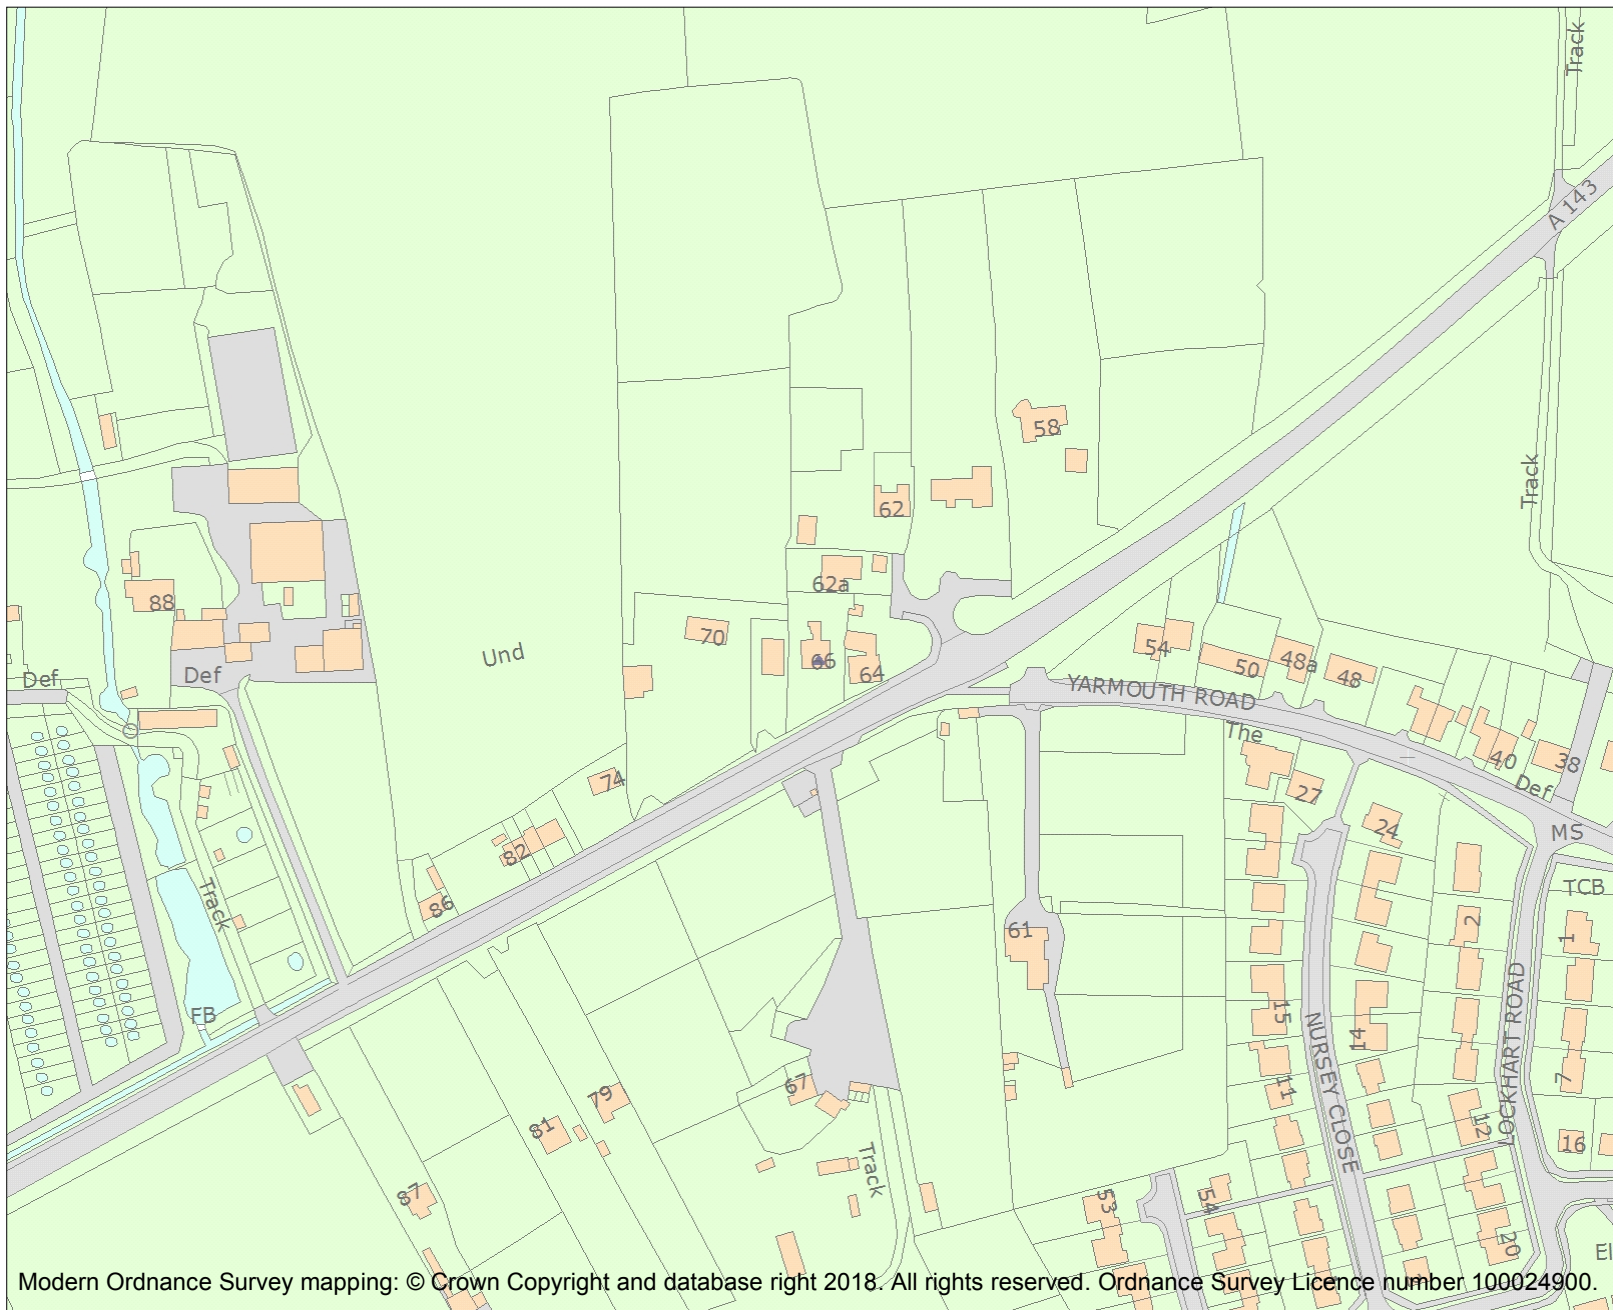 Track
A 143
58
Track
62
62a
88
70
66
64
Und
Def
Def
54
50
48a
48
YARMOUTH ROAD
The
40
38
Def
27
24
MS
TCB
74
82
86
Track
FB
61
2
1
15
14
NURSEY CLOSE
LOCKHART ROAD
11
7
12
16
67
79
81
87
Track
53
54
20
El
Modern Ordnance Survey mapping: © Crown Copyright and database right 2018. All rights reserved. Ordnance Survey Licence number 100024900.